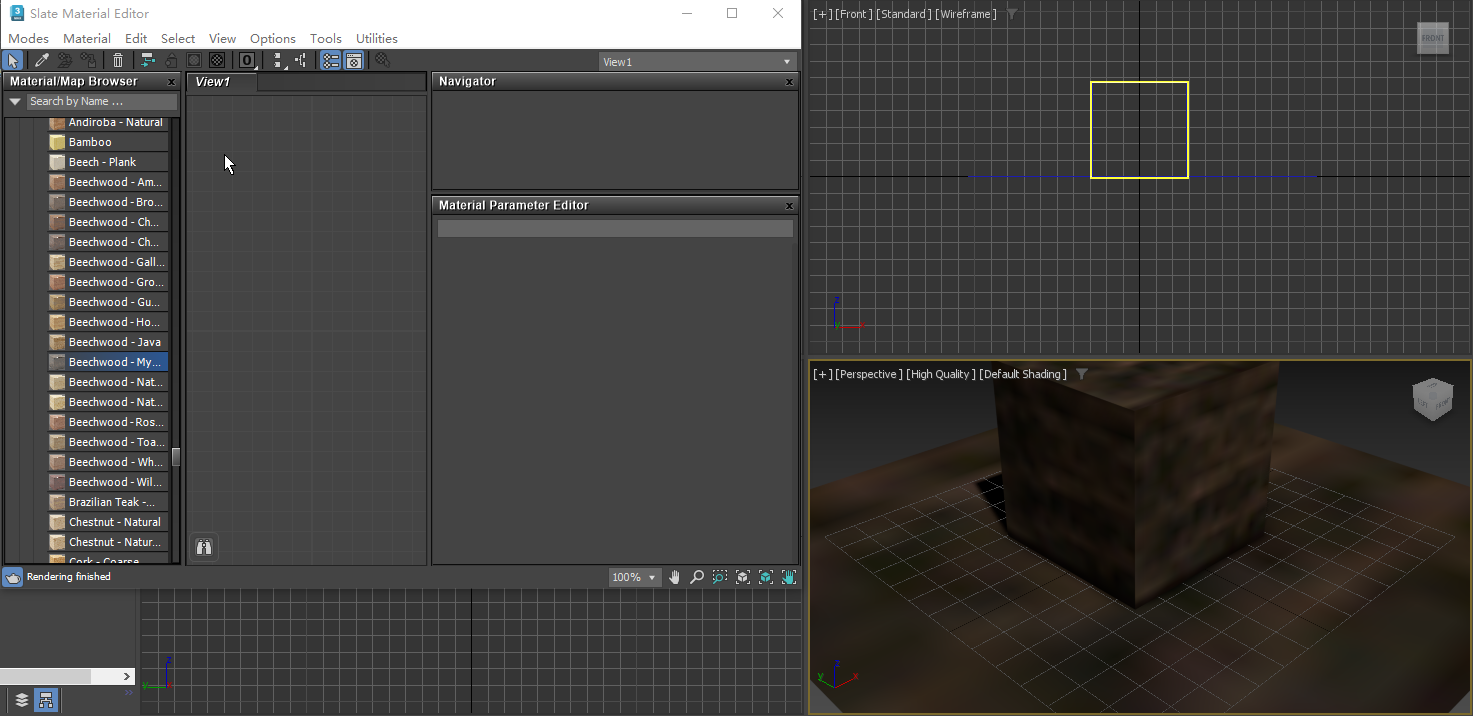 Slate Material Editor
Modes Material Edit Select View Options Tools Utilities
0
View1
Material/Map Browser x
Search by Name ...
Andiroba - Natural
Bamboo
Beech - Plank
Beechwood - Am...
Beechwood - Bro...
Beechwood - Ch...
Beechwood - Ch...
Beechwood - Gall...
Beechwood - Gro...
Beechwood - Gu...
Beechwood - Ho...
Beechwood - Java
Beechwood - My...
Beechwood - Nat...
Beechwood - Nat...
Beechwood - Ros...
Beechwood - Toa...
Beechwood - Wh...
Beechwood - Wil...
Brazilian Teak -...
Chestnut - Natural
Chestnut - Natur...
Cork - Coarse
View1
Navigator x
Material Parameter Editor x
Rendering finished
100%
z
y
[+] [Front ] [Standard ] [Wireframe ]
FRONT
z
y x
[+] [Perspective ] [High Quality ] [Default Shading ]
z
y x